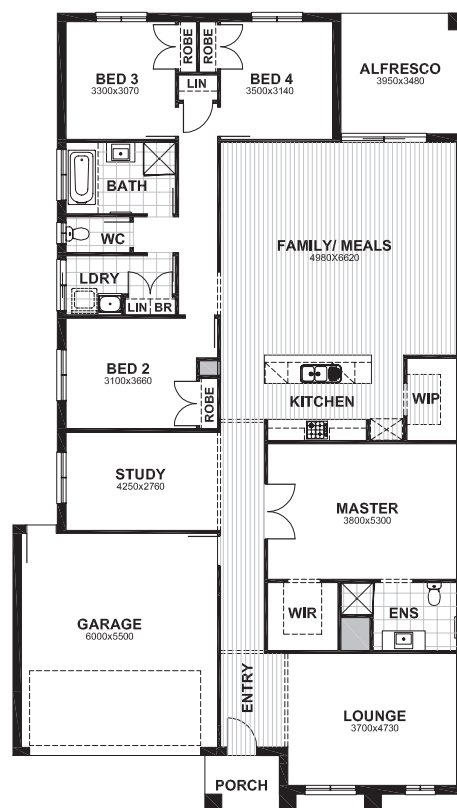 ROBE
ROBE
BED 3
3300x3070
BED 4
3500x3140
ALFRESCO
3950x3480
LIN
BATH
WC
FAMILY/ MEALS
4980X6620
LDRY
LIN
BR
BED 2
3100x3660
ROBE
KITCHEN
WIP
STUDY
4250x2760
MASTER
3800x5300
GARAGE
6000x5500
WIR
ENS
ENTRY
LOUNGE
3700x4730
PORCH